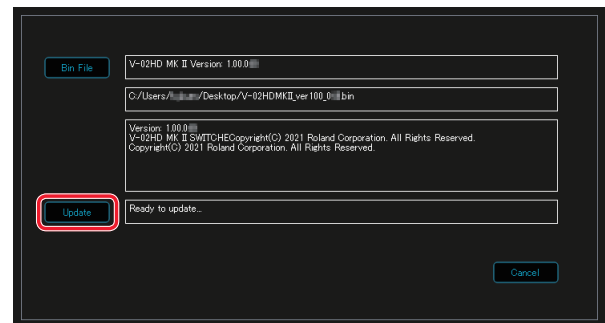 Bin File
V-02HD MK II Version: 1.00.0
C:/Users/ /Desktop/V-02HDMKII_ver100_0 bin
Version: 1.00.0
V-02HD MK II SWITCHECopyright(C) 2021 Roland Corporation. All Rights Reserved.
Copyright(C) 2021 Roland Corporation. All Rights Reserved.
Update
Ready to update...
Cancel